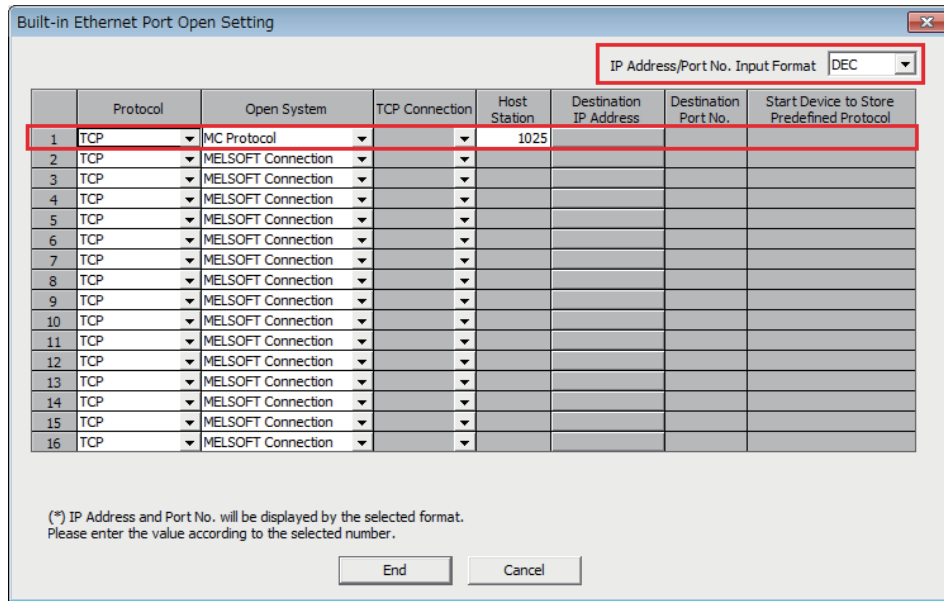 Built-in Ethernet Port Open Setting
IP Address/Port No. Input Format DEC
Protocol Open System TCP Connection Host Station Destination IP Address Destination Port No. Start Device to Store Predefined Protocol
1 TCP MC Protocol 1025
2 TCP MELSOFT Connection
3 TCP MELSOFT Connection
4 TCP MELSOFT Connection
5 TCP MELSOFT Connection
6 TCP MELSOFT Connection
7 TCP MELSOFT Connection
8 TCP MELSOFT Connection
9 TCP MELSOFT Connection
10 TCP MELSOFT Connection
11 TCP MELSOFT Connection
12 TCP MELSOFT Connection
13 TCP MELSOFT Connection
14 TCP MELSOFT Connection
15 TCP MELSOFT Connection
16 TCP MELSOFT Connection
(*) IP Address and Port No. will be displayed by the selected format.
Please enter the value according to the selected number.
End Cancel